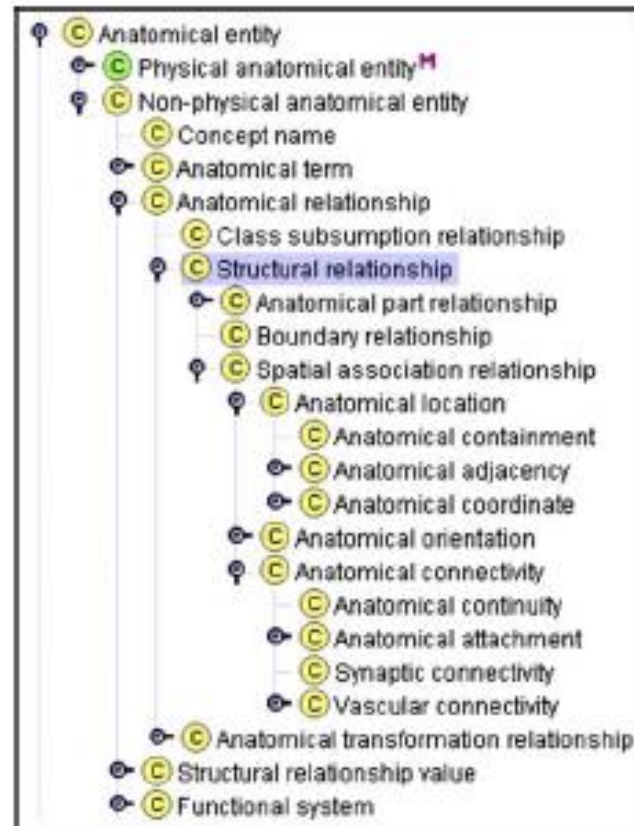 C Anatomical entity
C Physical anatomical entity M
C Non-physical anatomical entity
C Concept name
C Anatomical term
C Anatomical relationship
C Class subsumption relationship
C Structural relationship
C Anatomical part relationship
C Boundary relationship
C Spatial association relationship
C Anatomical location
C Anatomical containment
C Anatomical adjacency
C Anatomical coordinate
C Anatomical orientation
C Anatomical connectivity
C Anatomical continuity
C Anatomical attachment
C Synaptic connectivity
C Vascular connectivity
C Anatomical transformation relationship
C Structural relationship value
C Functional system